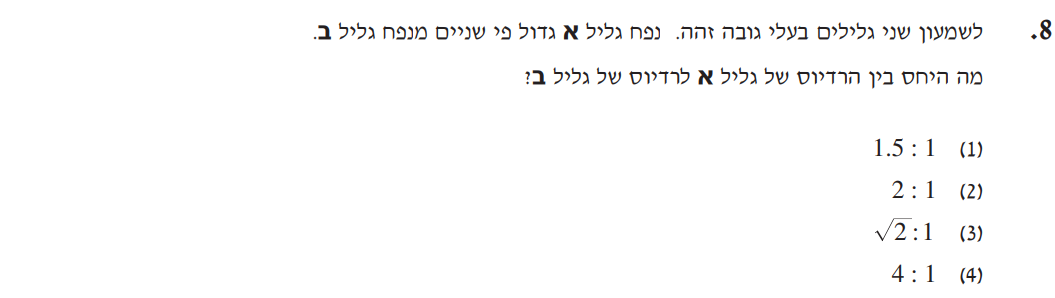 8. לשמעון שני גלילים בעלי גובה זהה. נפח גליל א גדול פי שניים מנפח גליל ב.
מה היחס בין הרדיוס של גליל א לרדיוס של גליל ב?
(1) 1.5 : 1
(2) 2 : 1
(3) √2 : 1
(4) 4 : 1